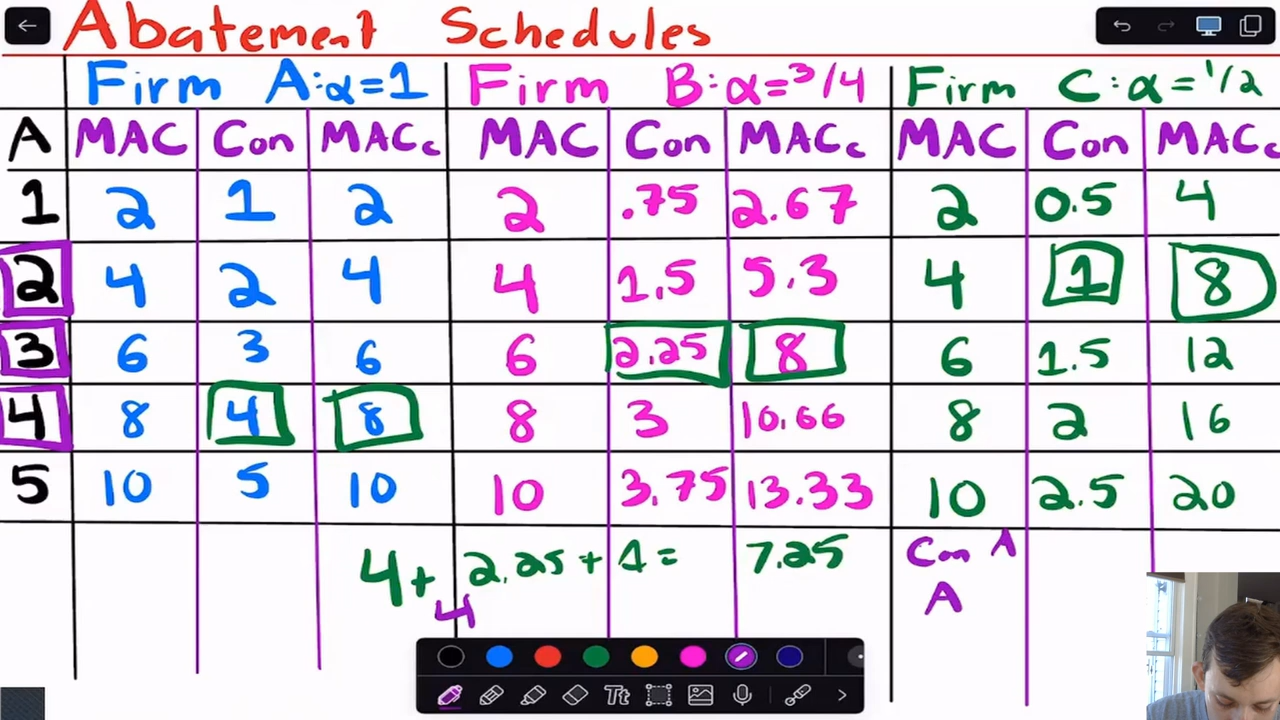 Abatement Schedules
Firm A: α=1 Firm B: α=3/4 Firm C: α=1/2
A MAC Con MACc MAC Con MACc MAC Con MACc
1 2 1 2 2 .75 2.67 2 0.5 4
2 4 2 4 4 1.5 5.3 4 1 8
3 6 3 6 6 2.25 8 6 1.5 12
4 8 4 8 8 3 10.66 8 2 16
5 10 5 10 10 3.75 13.33 10 2.5 20
4 + 2.25 + 1 = 7.25 Con A
4 A
Tt